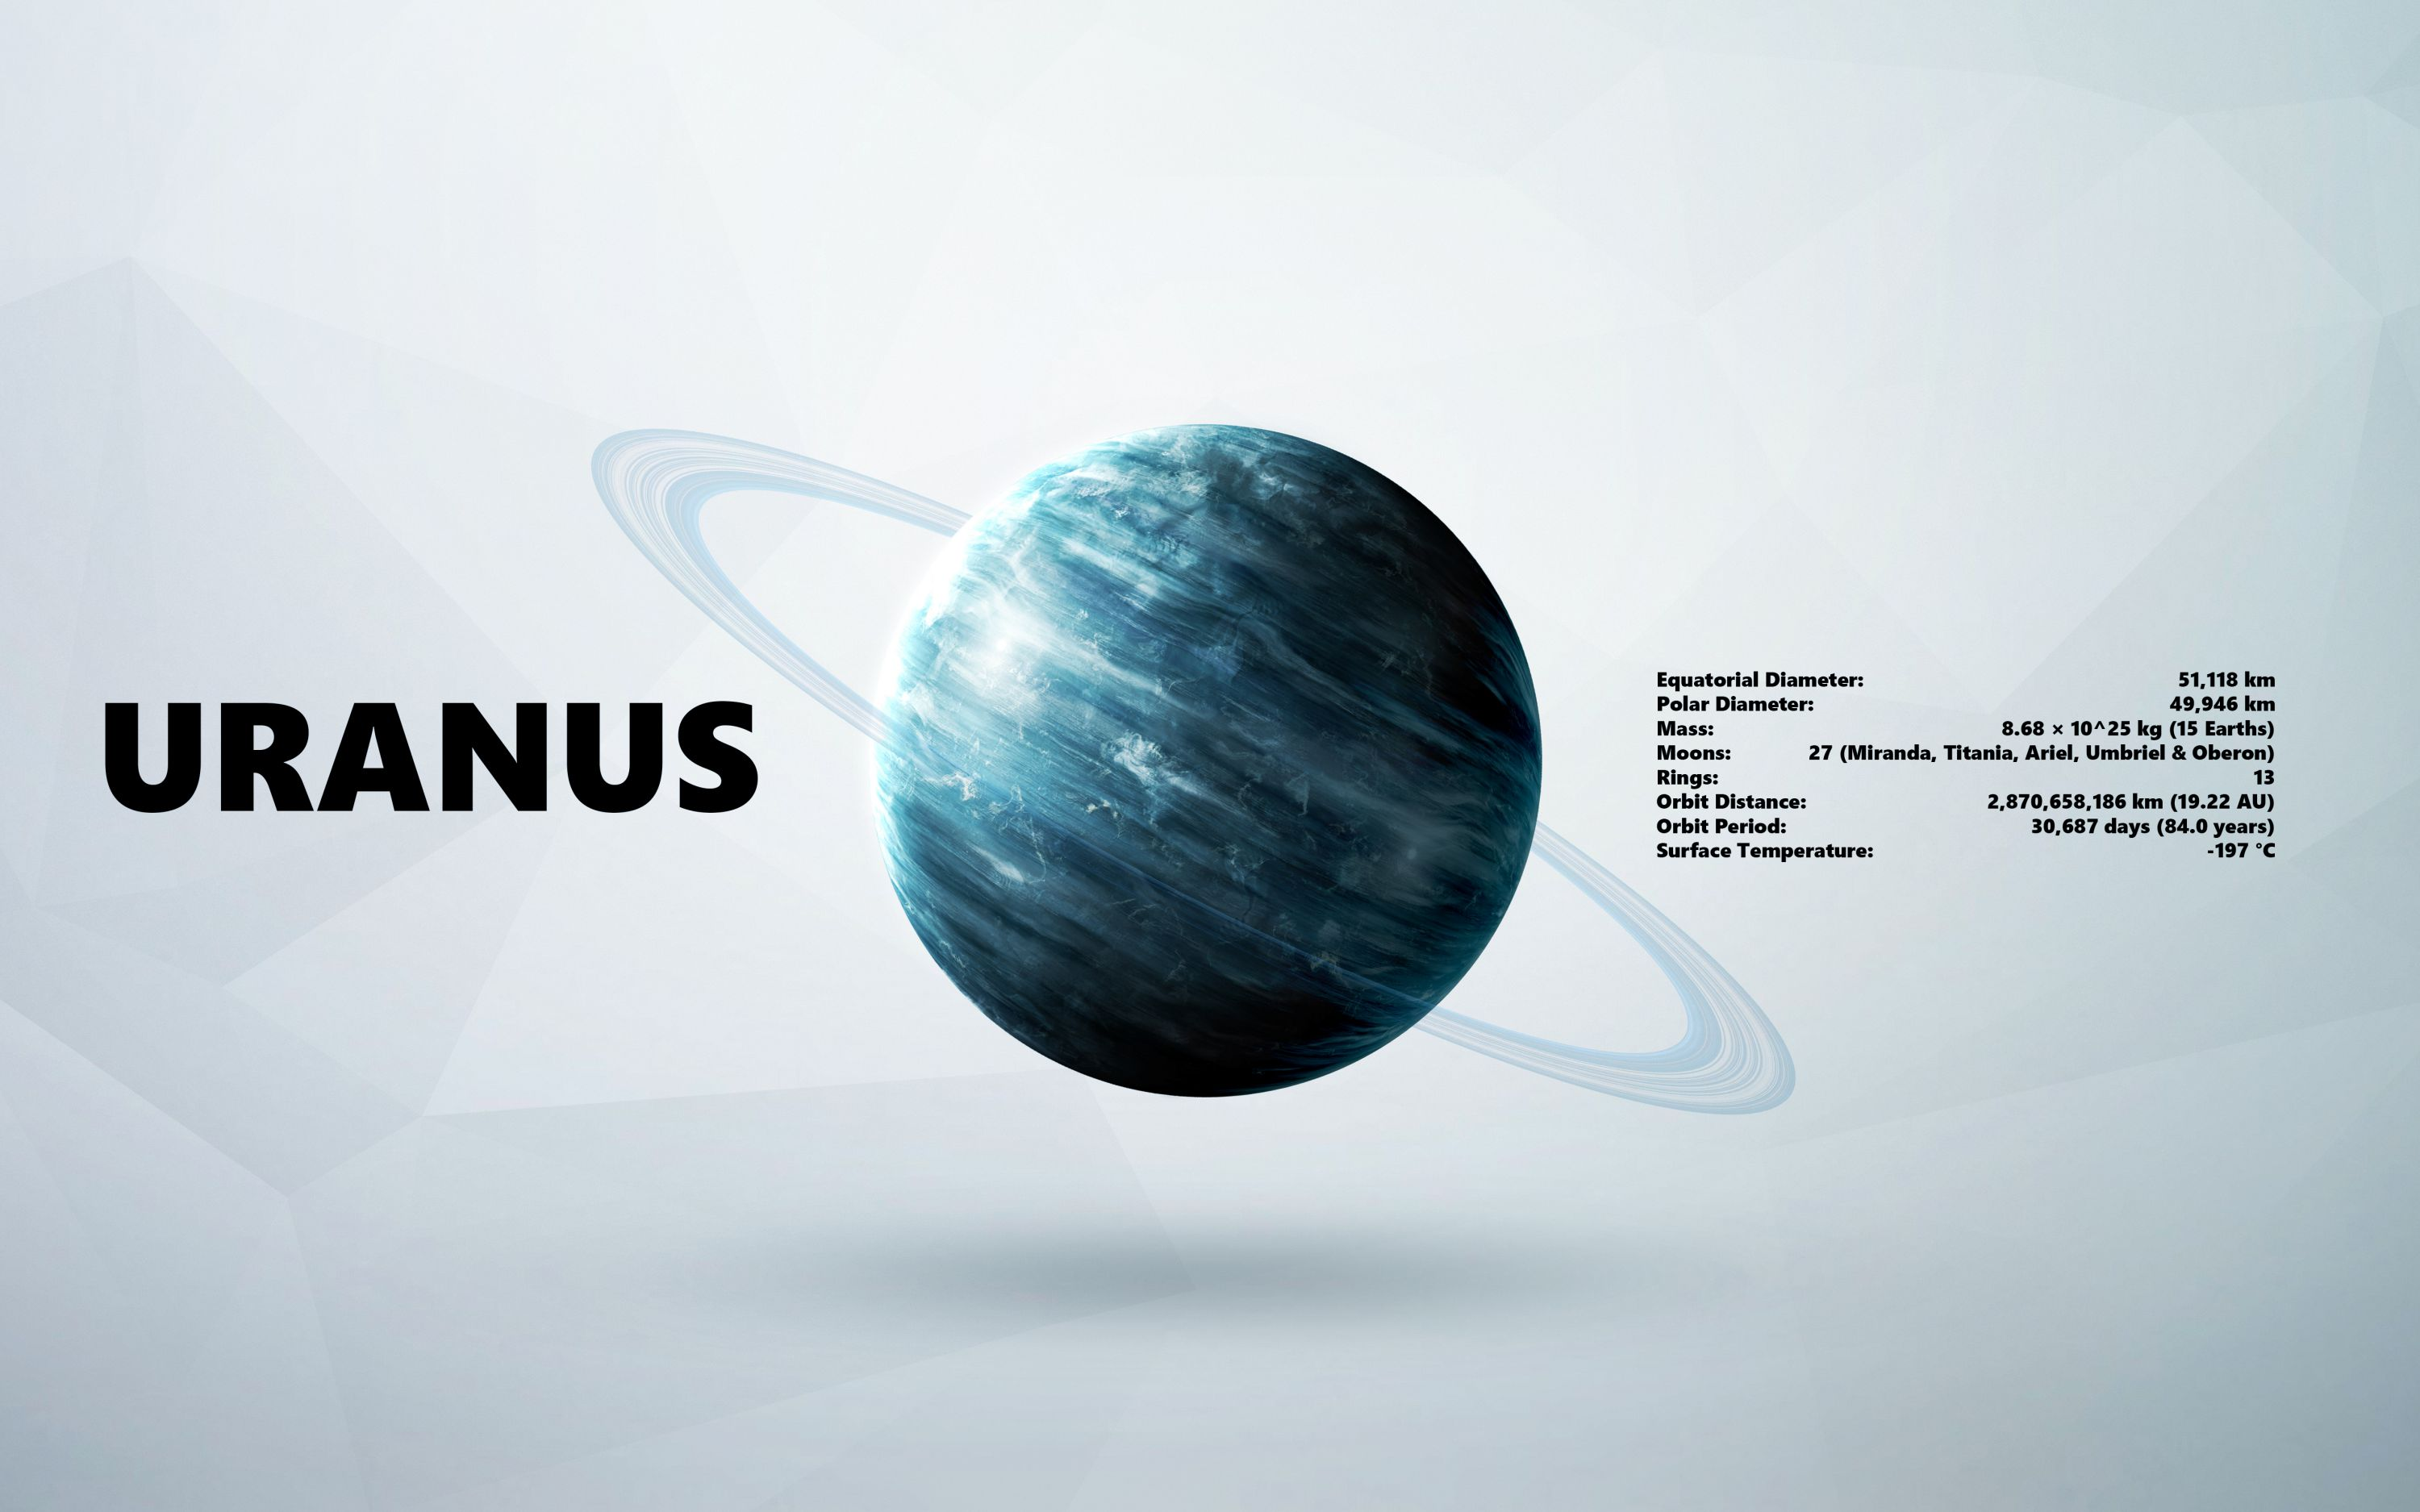 URANUS
Equatorial Diameter: 51,118 km
Polar Diameter: 49,946 km
Mass: 8.68 × 10^25 kg (15 Earths)
Moons: 27 (Miranda, Titania, Ariel, Umbriel & Oberon)
Rings: 13
Orbit Distance: 2,870,658,186 km (19.22 AU)
Orbit Period: 30,687 days (84.0 years)
Surface Temperature: -197 °C